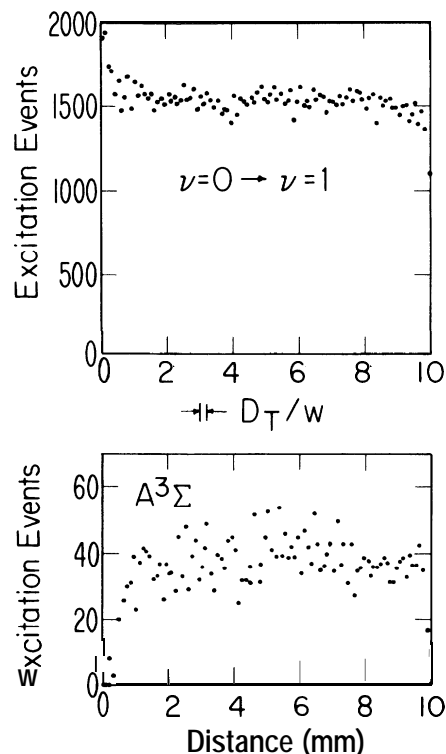 2000
1500
1000
500
0
Excitation Events
ν=0 → ν=1
0 2 4 6 8 10
D_T/w
60
40
20
0
Excitation Events
A³Σ
0 2 4 6 8 10
Distance (mm)